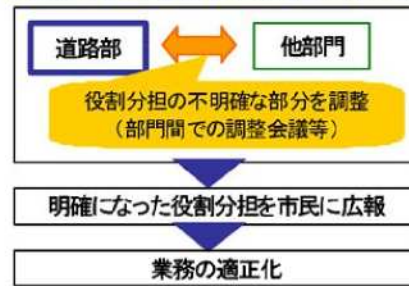 道路部
他部門
役割分担の不明確な部分を調整
（部門間での調整会議等）
明確になった役割分担を市民に広報
業務の適正化